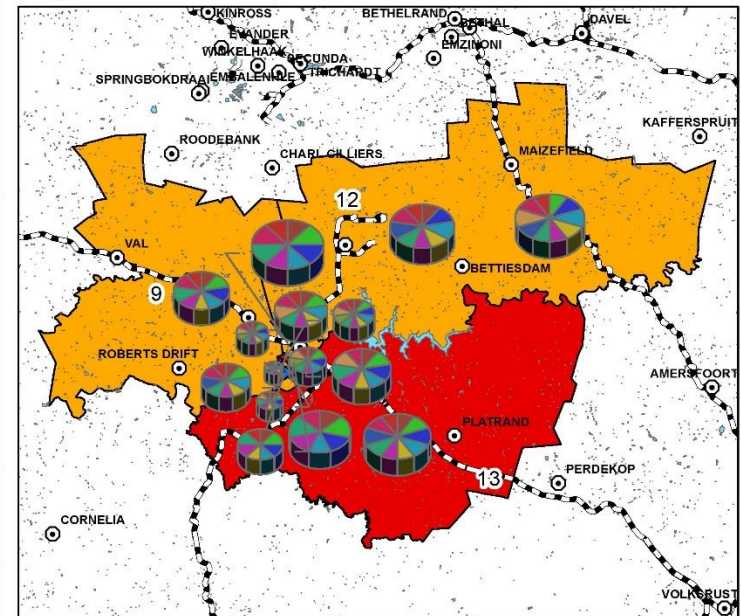 KINROSS
BETHELRAND
BETHAL
DAVEL
EVANDER
EMZINONI
WINKELHAAK
SECUNDA
SPRINGBOKDRAAI
EMBALENHLE
TRICHARDT
KAFFERSPRUIT
ROODEBANK
MAIZEFIELD
CHARL CILLIERS
12
VAL
BETTIESDAM
9
ROBERTS DRIFT
AMERSFOORT
PLATRAND
PERDEKOP
13
CORNELIA
VOLKSRUST